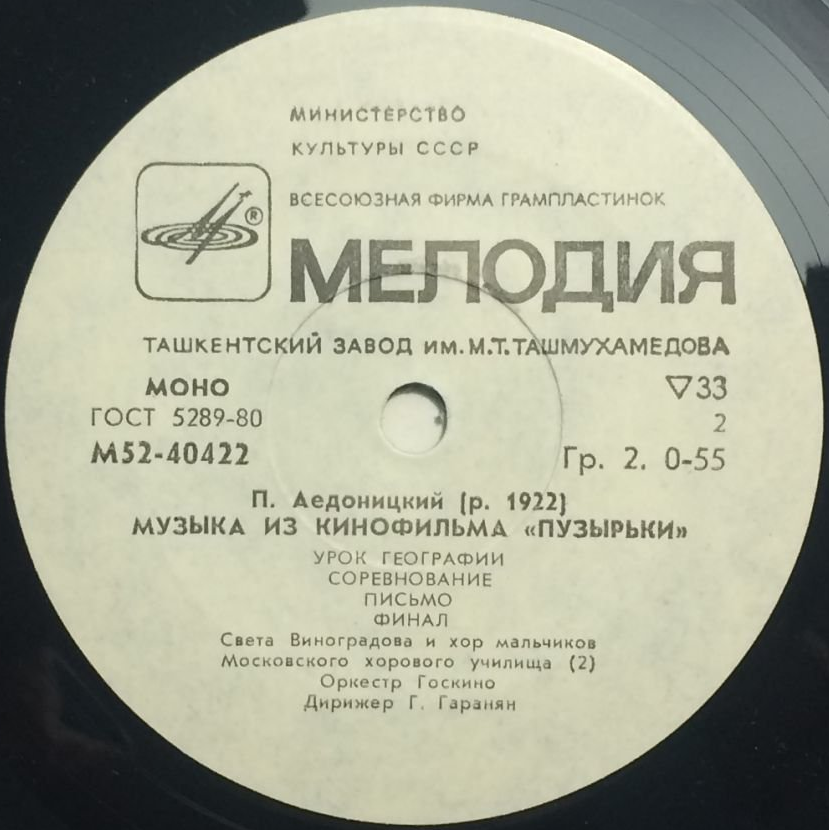 МИНИСТЕРСТВО
КУЛЬТУРЫ СССР
®
ВСЕСОЮЗНАЯ ФИРМА ГРАМПЛАСТИНОК
МЕЛОДИЯ
ТАШКЕНТСКИЙ ЗАВОД ИМ. М.Т. ТАШМУХАМЕДОВА
МОНО ▽33
ГОСТ 5289-80 2
М52-40422 Гр. 2. 0-55
П. Аедоницкий (р. 1922)
МУЗЫКА ИЗ КИНОФИЛЬМА «ПУЗЫРЬКИ»
УРОК ГЕОГРАФИИ
СОРЕВНОВАНИЕ
ПИСЬМО
ФИНАЛ
Света Виноградова и хор мальчиков
Московского хорового училища (2)
Оркестр Госкино
Дирижер Г. Гаранян